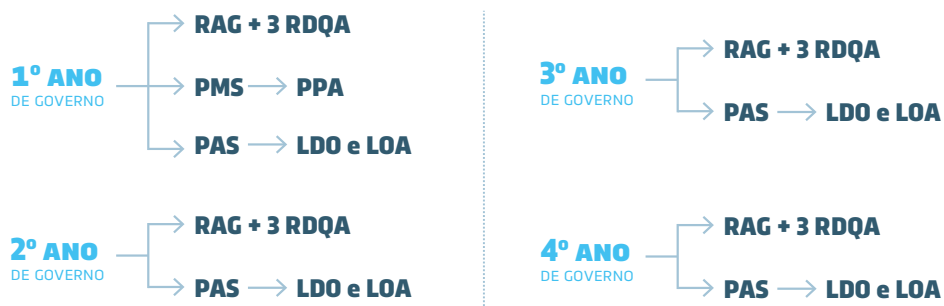 1º ANO
DE GOVERNO
RAG + 3 RDQA
PMS → PPA
PAS → LDO e LOA
2º ANO
DE GOVERNO
RAG + 3 RDQA
PAS → LDO e LOA
3º ANO
DE GOVERNO
RAG + 3 RDQA
PAS → LDO e LOA
4º ANO
DE GOVERNO
RAG + 3 RDQA
PAS → LDO e LOA